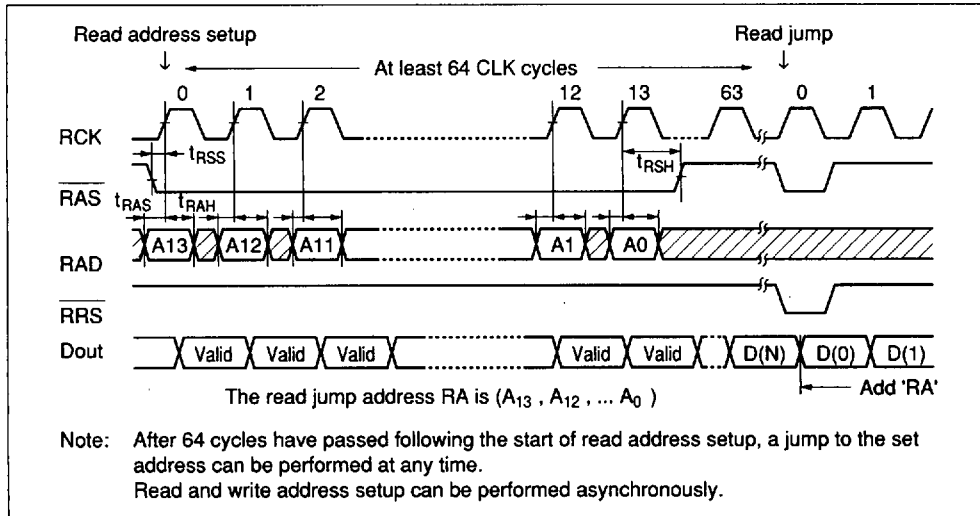 Read address setup Read jump
At least 64 CLK cycles
0 1 2 12 13 63 0 1
RCK
tRSS tRSH
RAS
tRAS tRAH
RAD A13 A12 A11 A1 A0
RRS
Dout Valid Valid Valid Valid Valid D(N) D(0) D(1)
Add 'RA'
The read jump address RA is (A13 , A12 , ... A0 )
Note: After 64 cycles have passed following the start of read address setup, a jump to the set
address can be performed at any time.
Read and write address setup can be performed asynchronously.